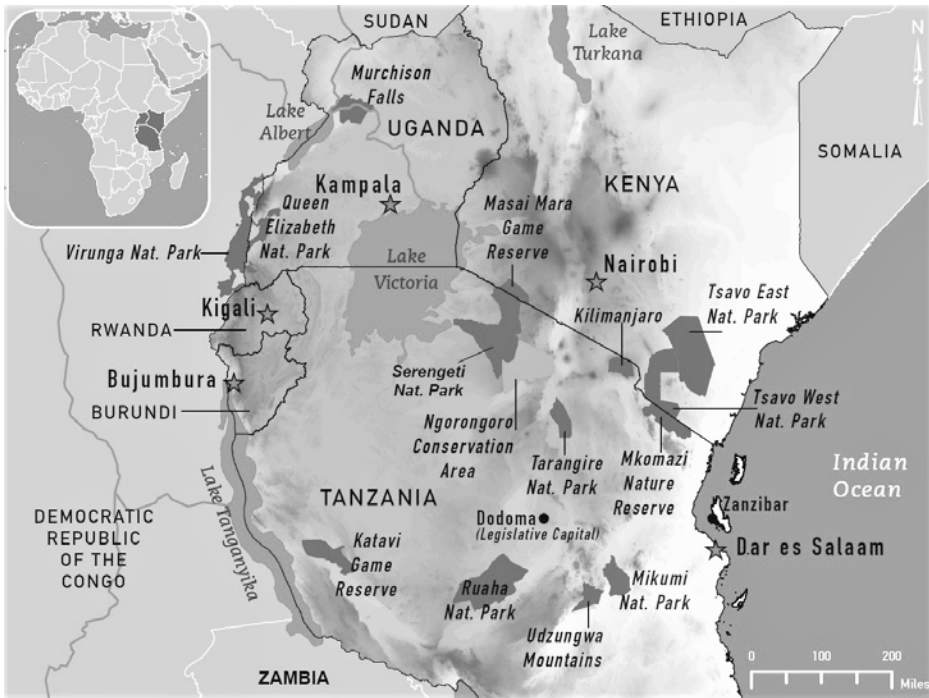 SUDAN
ETHIOPIA
Lake
Turkana
N
Murchison
Falls
Lake
Albert
UGANDA
SOMALIA
KENYA
Kampala
Queen
Elizabeth
Nat. Park
Masai Mara
Game
Reserve
Virunga Nat. Park
Lake
Victoria
Nairobi
Kigali
Tsavo East
Nat. Park
Kilimanjaro
RWANDA
Serengeti
Nat. Park
Bujumbura
Tsavo West
Nat. Park
BURUNDI
Ngorongoro
Conservation
Area
Tarangire
Nat. Park
Mkomazi
Nature
Reserve
Indian
Ocean
Lake Tanganyika
TANZANIA
Zanzibar
Dodoma
(Legislative Capital)
DEMOCRATIC
REPUBLIC
OF THE
CONGO
Dar es Salaam
Katavi
Game
Reserve
Ruaha
Nat. Park
Mikumi
Nat. Park
Udzungwa
Mountains
ZAMBIA
0 100 200
Miles